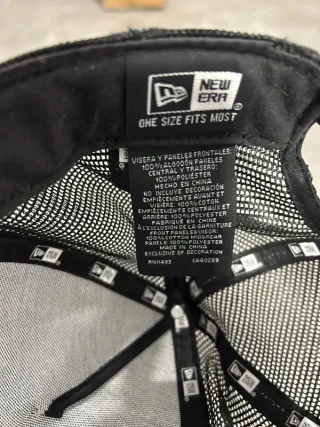 NEW
ERA
ONE SIZE FITS MOST
VISERA Y PANELES FRONTALES:
100% ALGODÓN PANELES
CENTRAL Y TRASERO:
100% POLIÉSTER
HECHO EN CHINA
NO INCLUYE DECORACIÓN
EMPIÈCEMENTS AVANT ET
VISIÈRE: 100% COTON
EMPIÈCEMENTS CENTRAUX ET
ARRIÈRE: 100% POLYESTER
FABRIQUÉ EN CHINE
À L'EXCLUSION DE LA GARNITURE
FRONT PANELS/VISOR:
100% COTTON MID&REAR
PANELS: 100% POLYESTER
MADE IN CHINA
EXCLUSIVE OF DECORATION